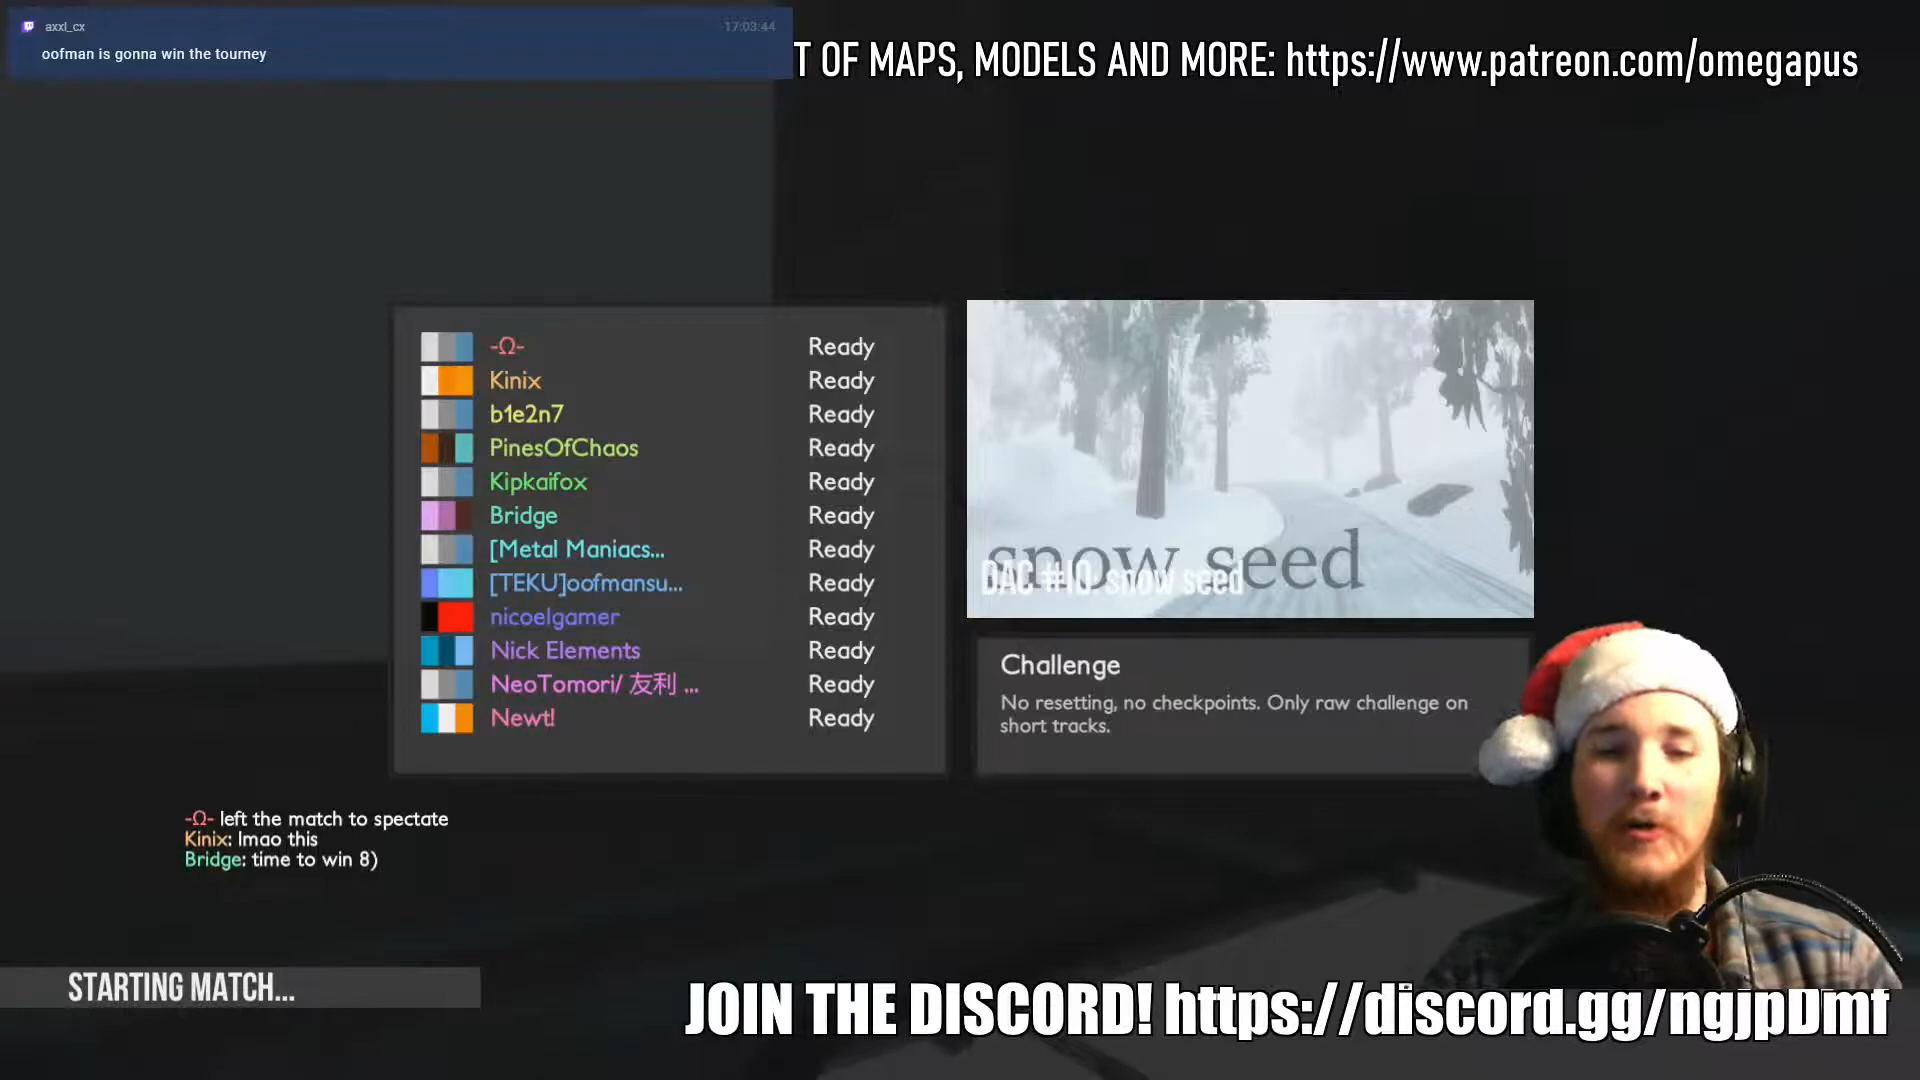 axxl_cx 17:03:44
oofman is gonna win the tourney
T OF MAPS, MODELS AND MORE: https://www.patreon.com/omegapus
-Ω- Ready
Kinix Ready
b1e2n7 Ready
PinesOfChaos Ready
Kipkaifox Ready
Bridge Ready
[Metal Maniacs... Ready
[TEKU]oofmansu... Ready
nicoelgamer Ready
Nick Elements Ready
NeoTomori/ 友利 ... Ready
Newt! Ready
snow seed
DAC #10: snow seed
Challenge
No resetting, no checkpoints. Only raw challenge on
short tracks.
-Ω- left the match to spectate
Kinix: lmao this
Bridge: time to win 8)
STARTING MATCH...
JOIN THE DISCORD! https://discord.gg/ngjpDmf